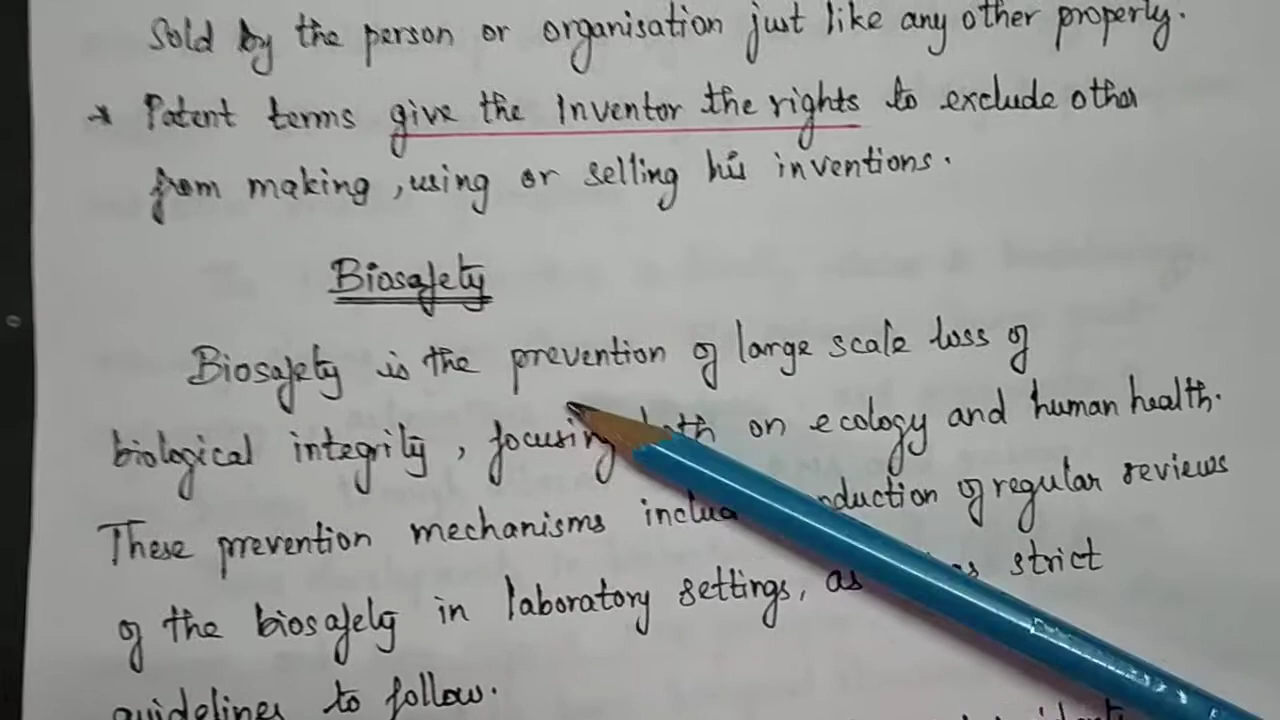 Sold by the person or organisation just like any other property.
* Patent terms give the Inventor the rights to exclude other
from making, using or selling his inventions.
Biosafety
Biosafety is the prevention of large scale loss of
biological integrity, focusing both on ecology and human health.
These prevention mechanisms include conduction of regular reviews
of the biosafety in laboratory settings, as strict
guidelines to follow.